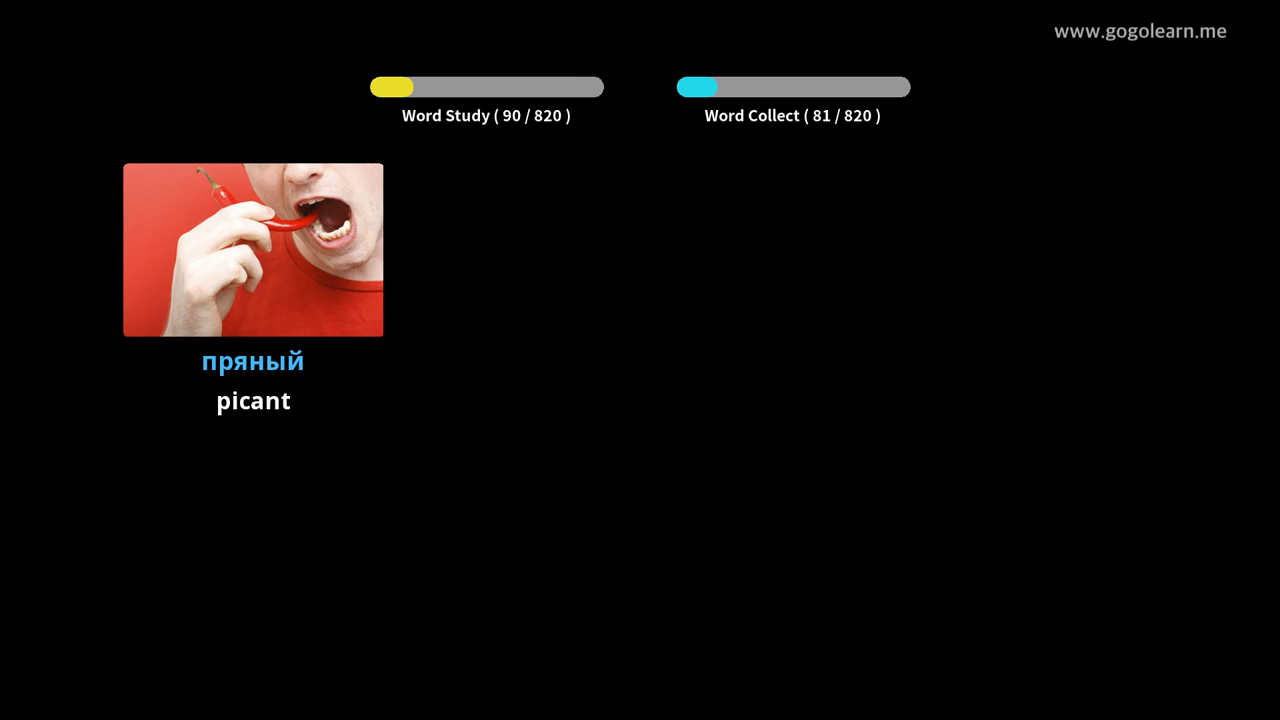 www.gogolearn.me
Word Study ( 90 / 820 )
Word Collect ( 81 / 820 )
пряный
picant